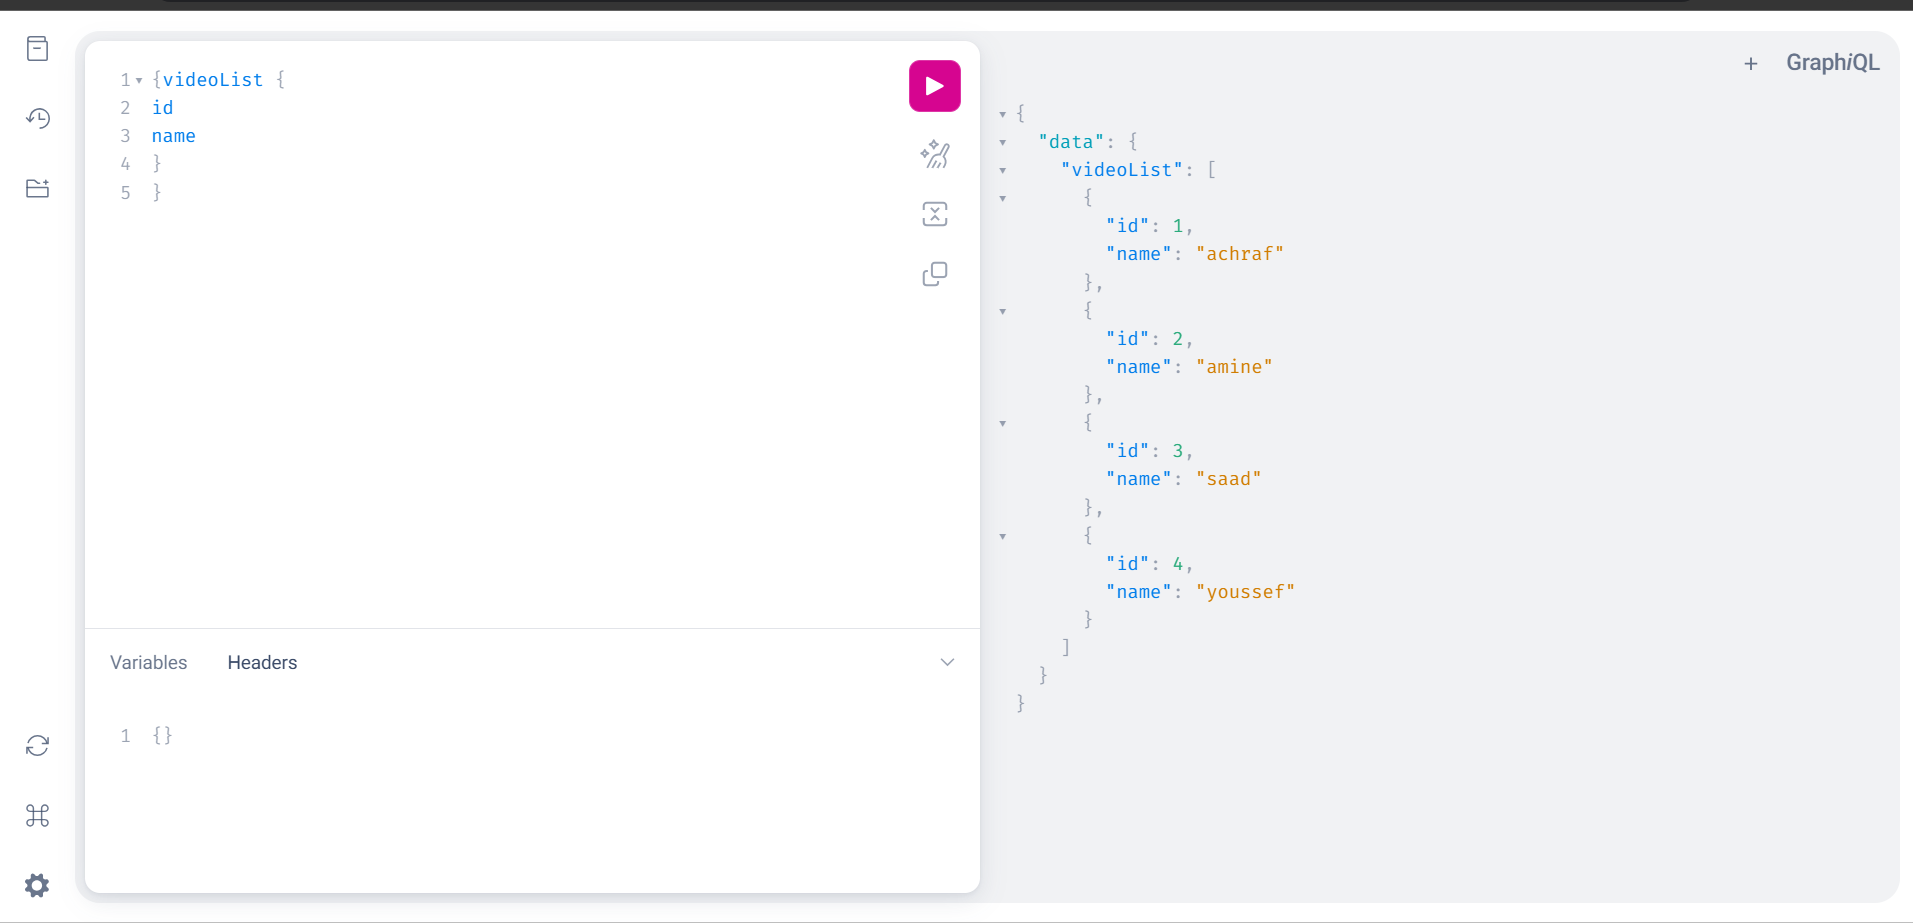 1 {videoList {
2 id
3 name
4 }
5 }
Variables Headers
1 {}
+ GraphiQL
{
  "data": {
    "videoList": [
      {
        "id": 1,
        "name": "achraf"
      },
      {
        "id": 2,
        "name": "amine"
      },
      {
        "id": 3,
        "name": "saad"
      },
      {
        "id": 4,
        "name": "youssef"
      }
    ]
  }
}